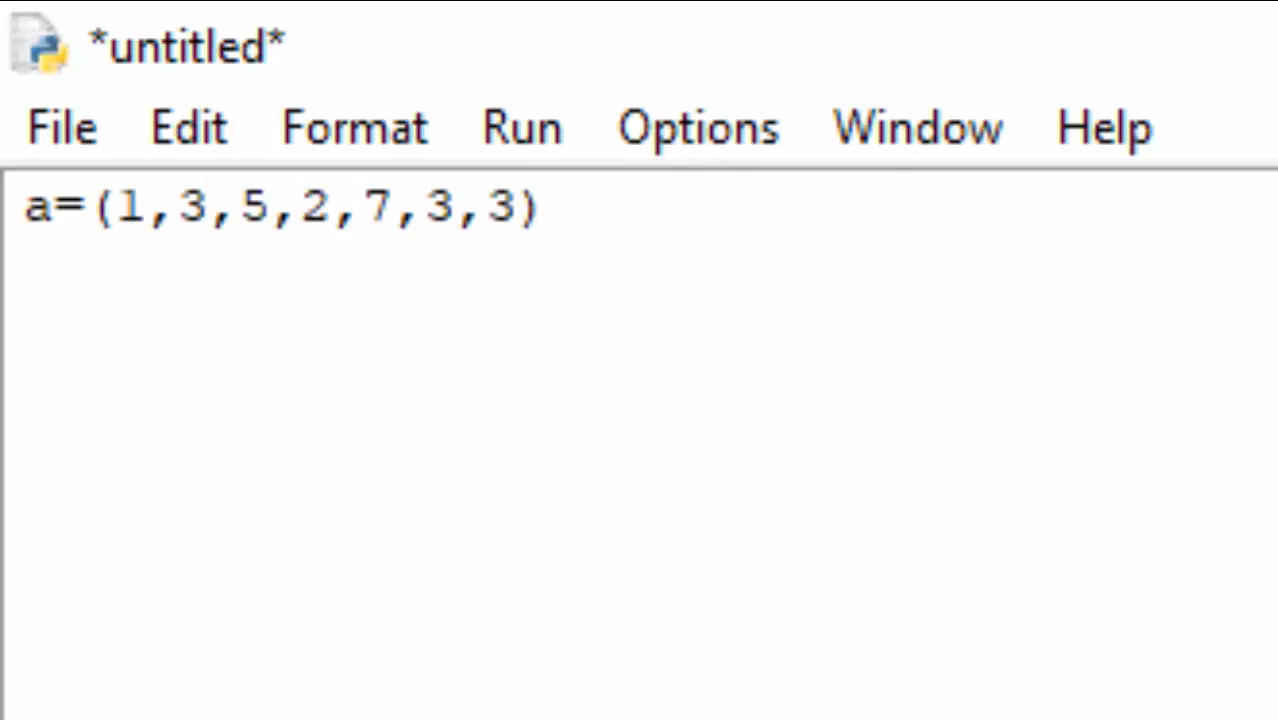 *untitled*
File Edit Format Run Options Window Help
a=(1,3,5,2,7,3,3)